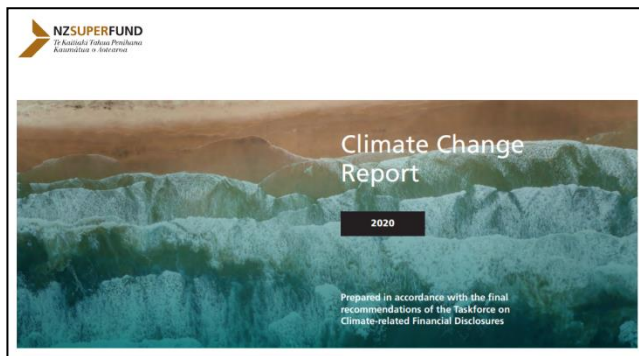 NZSUPERFUND
Te Kaitiaki Tahua Penihana
Kaumātua o Aotearoa
Climate Change
Report
2020
Prepared in accordance with the final
recommendations of the Taskforce on
Climate-related Financial Disclosures